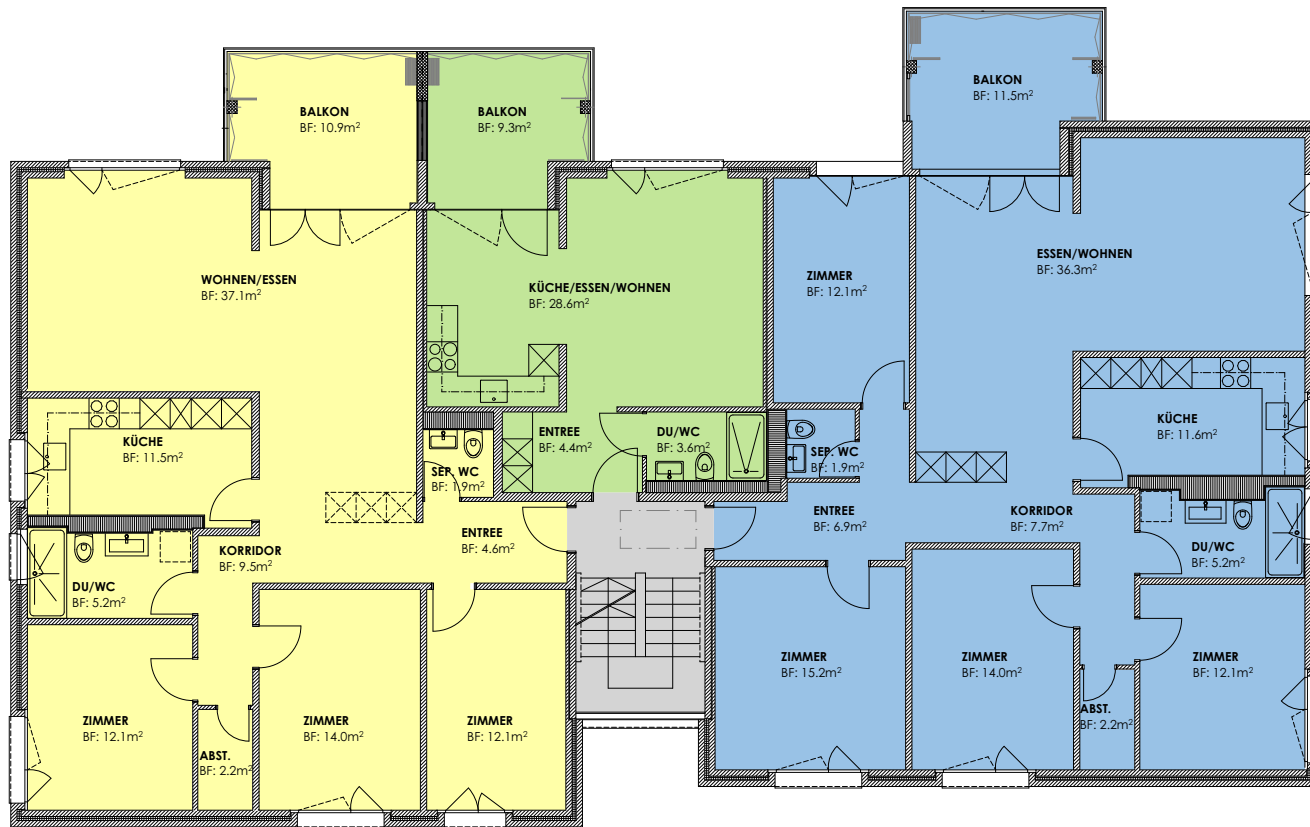 BALKON
BF: 10.9m²
BALKON
BF: 9.3m²
BALKON
BF: 11.5m²
WOHNEN/ESSEN
BF: 37.1m²
KÜCHE/ESSEN/WOHNEN
BF: 28.6m²
ZIMMER
BF: 12.1m²
ESSEN/WOHNEN
BF: 36.3m²
KÜCHE
BF: 11.5m²
SEP. WC
BF: 1.9m²
ENTREE
BF: 4.4m²
DU/WC
BF: 3.6m²
SEP. WC
BF: 1.9m²
KÜCHE
BF: 11.6m²
KORRIDOR
BF: 9.5m²
ENTREE
BF: 4.6m²
ENTREE
BF: 6.9m²
KORRIDOR
BF: 7.7m²
DU/WC
BF: 5.2m²
DU/WC
BF: 5.2m²
ZIMMER
BF: 12.1m²
ABST.
BF: 2.2m²
ZIMMER
BF: 14.0m²
ZIMMER
BF: 12.1m²
ZIMMER
BF: 15.2m²
ZIMMER
BF: 14.0m²
ABST.
BF: 2.2m²
ZIMMER
BF: 12.1m²